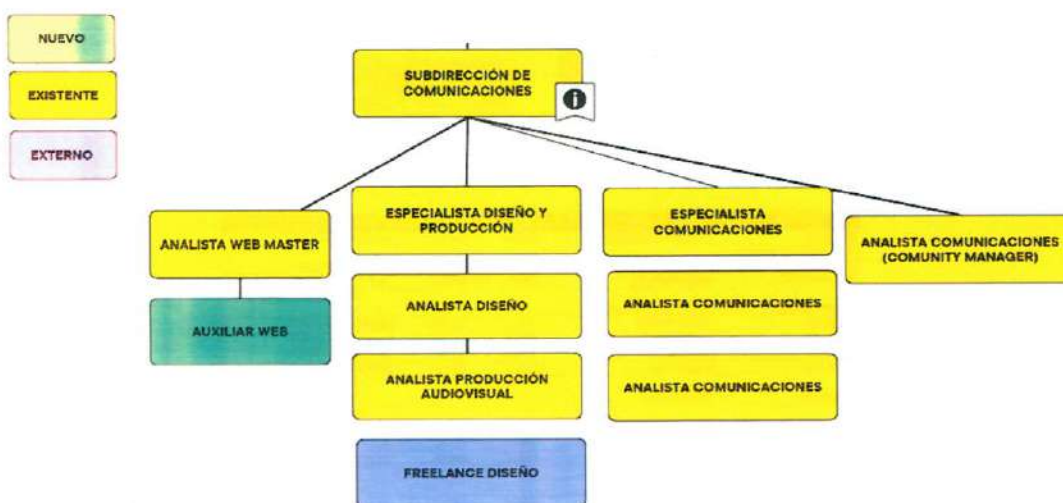 NUEVO
EXISTENTE
EXTERNO
SUBDIRECCIÓN DE
COMUNICACIONES
i
ANALISTA WEB MASTER
AUXILIAR WEB
ESPECIALISTA DISEÑO Y
PRODUCCIÓN
ANALISTA DISEÑO
ANALISTA PRODUCCIÓN
AUDIOVISUAL
FREELANCE DISEÑO
ESPECIALISTA
COMUNICACIONES
ANALISTA COMUNICACIONES
ANALISTA COMUNICACIONES
ANALISTA COMUNICACIONES
(COMUNITY MANAGER)